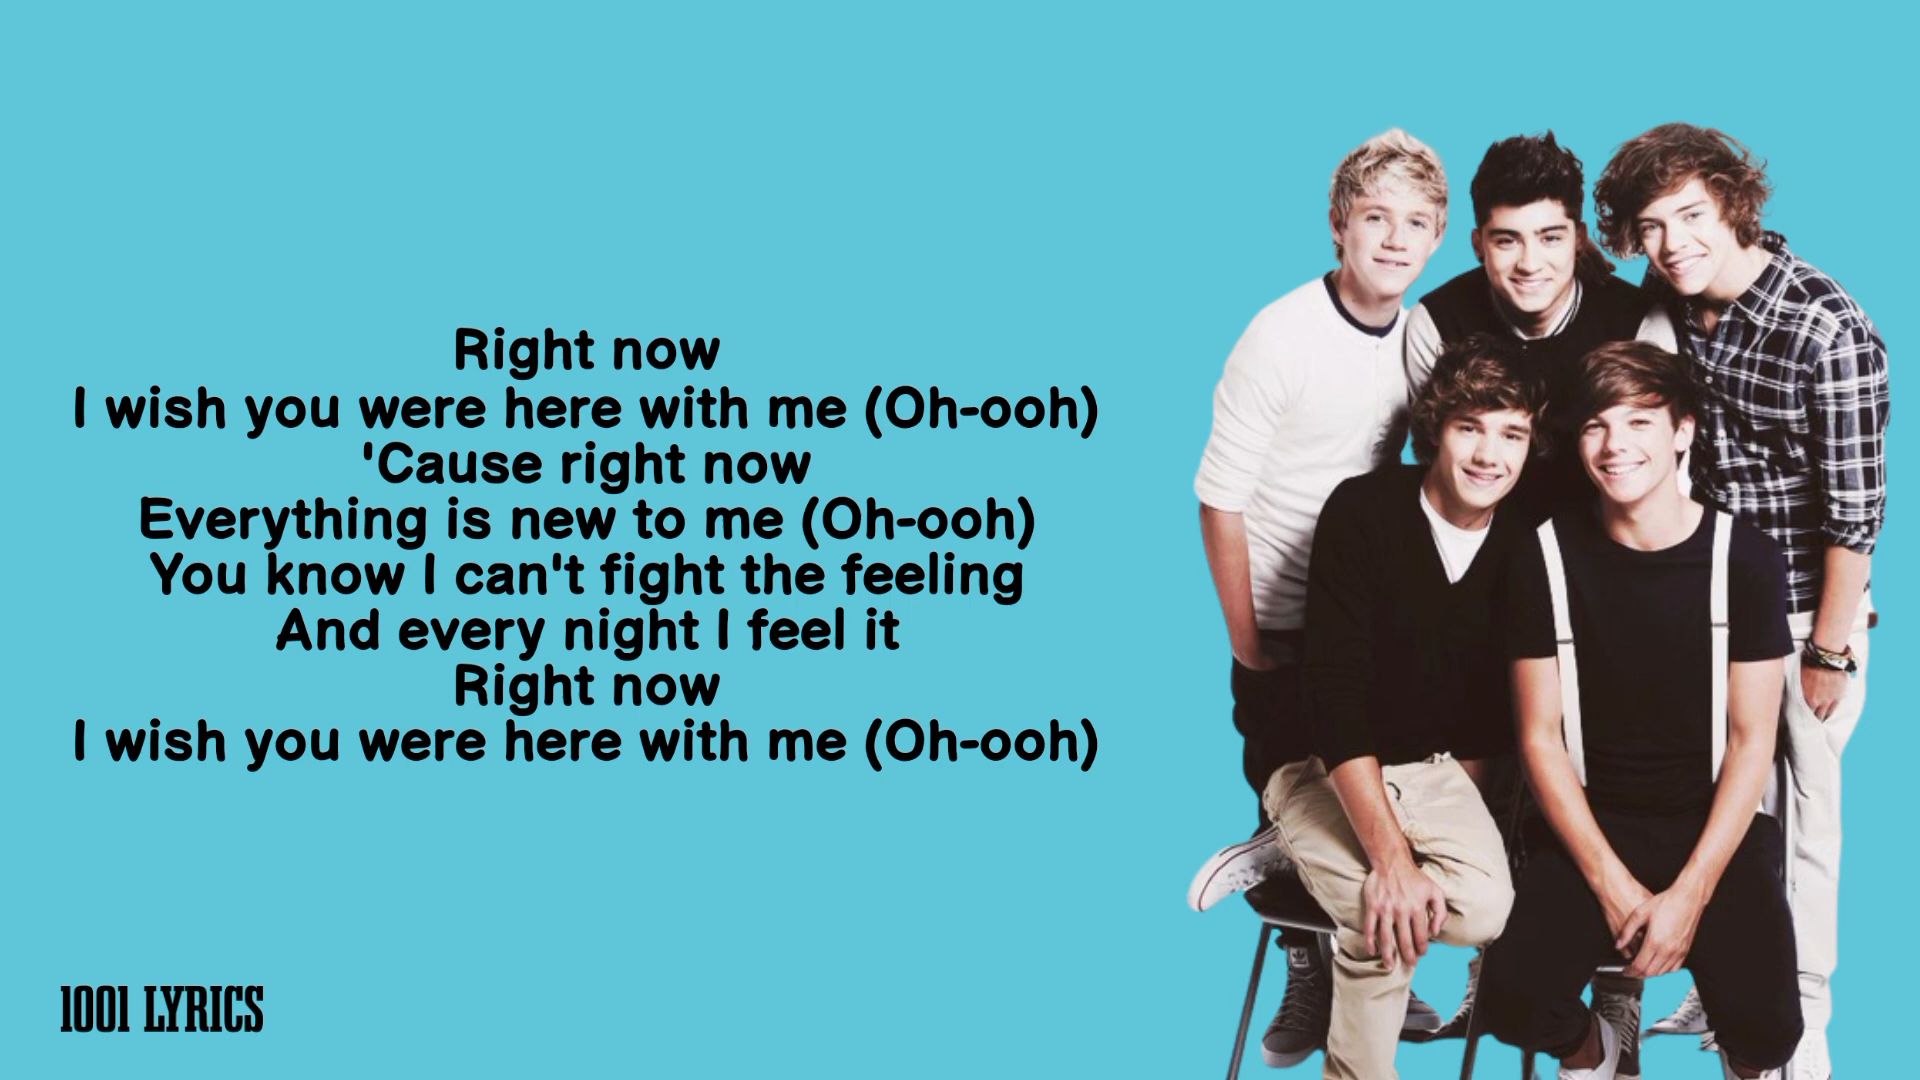 Right now
I wish you were here with me (Oh-ooh)
'Cause right now
Everything is new to me (Oh-ooh)
You know I can't fight the feeling
And every night I feel it
Right now
I wish you were here with me (Oh-ooh)
1001 LYRICS